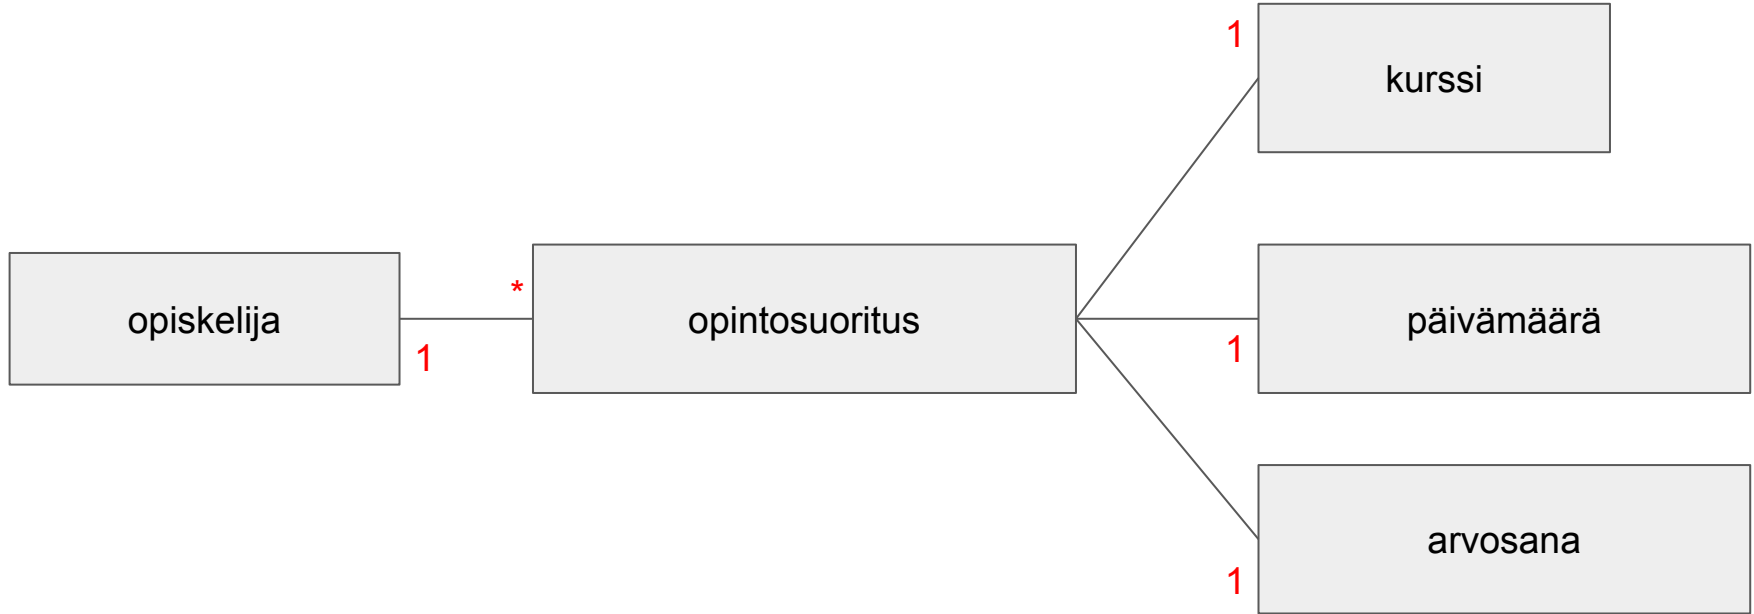 1
kurssi
opiskelija
1
*
opintosuoritus
1
päivämäärä
1
arvosana